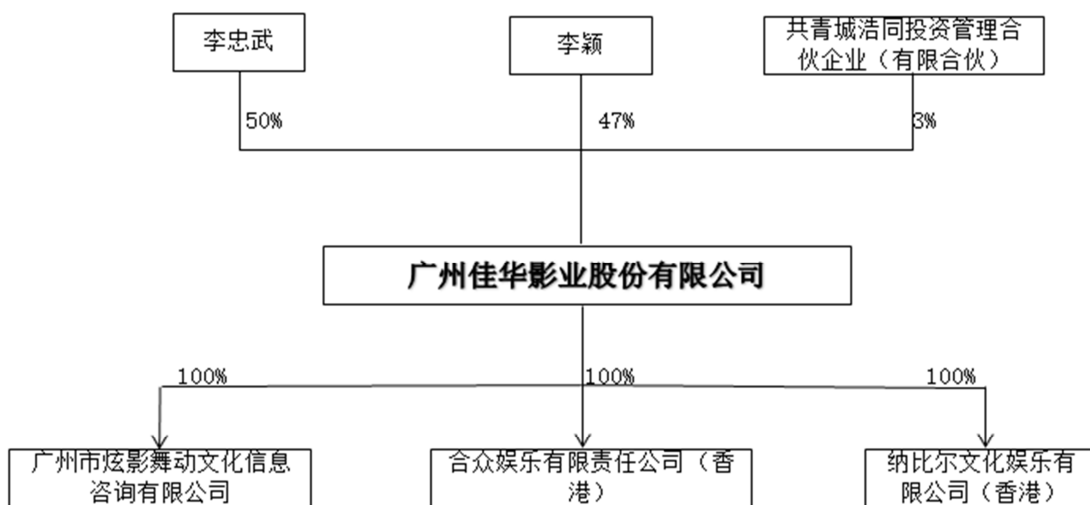 李忠武
李颖
共青城浩同投资管理合
伙企业（有限合伙）
50%
47%
3%
广州佳华影业股份有限公司
100%
100%
100%
广州市炫影舞动文化信息
咨询有限公司
合众娱乐有限责任公司（香
港）
纳比尔文化娱乐有
限公司（香港）